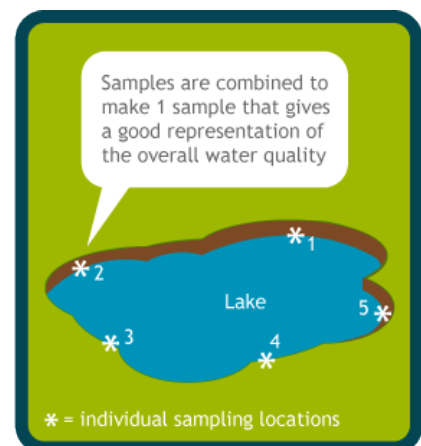 Samples are combined to
make 1 sample that gives
a good representation of
the overall water quality
* 1
* 2
Lake
5 *
* 3
4
*
* = individual sampling locations